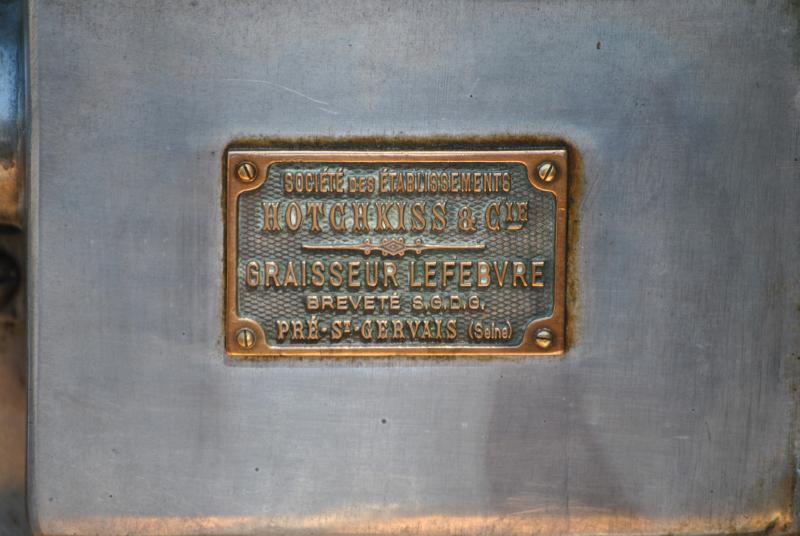 SOCIÉTÉ DES ÉTABLISSEMENTS
HOTCHKISS & CIE
GRAISSEUR LEFEBVRE
BREVETÉ S.G.D.G.
PRÉ-ST-GERVAIS (Seine)